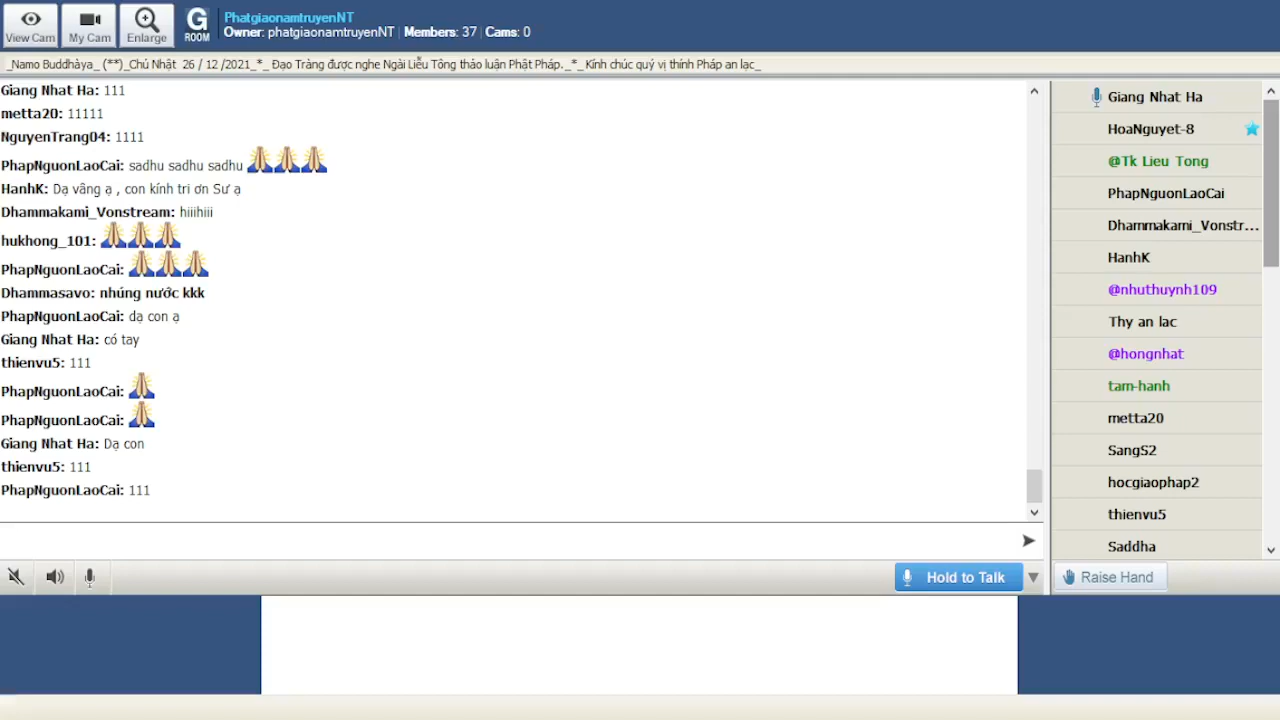 View Cam
My Cam
Enlarge
G
ROOM
PhatgiaonamtruyenNT
Owner: phatgiaonamtruyenNT | Members: 37 | Cams: 0
_Namo Buddhàya_ (**)_Chủ Nhật 26 / 12 /2021_*_ Đạo Tràng được nghe Ngài Liễu Tông thảo luận Phật Pháp._*_Kính chúc quý vị thính Pháp an lạc_
Giang Nhat Ha: 111
metta20: 11111
NguyenTrang04: 1111
PhapNguonLaoCai: sadhu sadhu sadhu
HanhK: Dạ vâng ạ , con kính tri ơn Sư ạ
Dhammakami_Vonstream: hiiihiii
hukhong_101:
PhapNguonLaoCai:
Dhammasavo: nhúng nước kkk
PhapNguonLaoCai: dạ con ạ
Giang Nhat Ha: có tay
thienvu5: 111
PhapNguonLaoCai:
PhapNguonLaoCai:
Giang Nhat Ha: Dạ con
thienvu5: 111
PhapNguonLaoCai: 111
Hold to Talk
Giang Nhat Ha
HoaNguyet-8
@Tk Lieu Tong
PhapNguonLaoCai
Dhammakami_Vonstr...
HanhK
@nhuthuynh109
Thy an lac
@hongnhat
tam-hanh
metta20
SangS2
hocgiaophap2
thienvu5
Saddha
Raise Hand